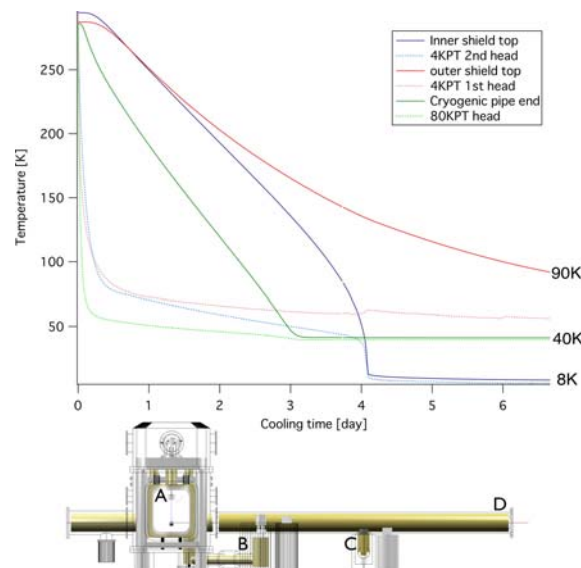 Inner shield top
4KPT 2nd head
outer shield top
4KPT 1st head
Cryogenic pipe end
80KPT head
Temperature [K]
250
200
150
100
50
90K
40K
8K
0
1
2
3
4
5
6
Cooling time [day]
A
B
C
D